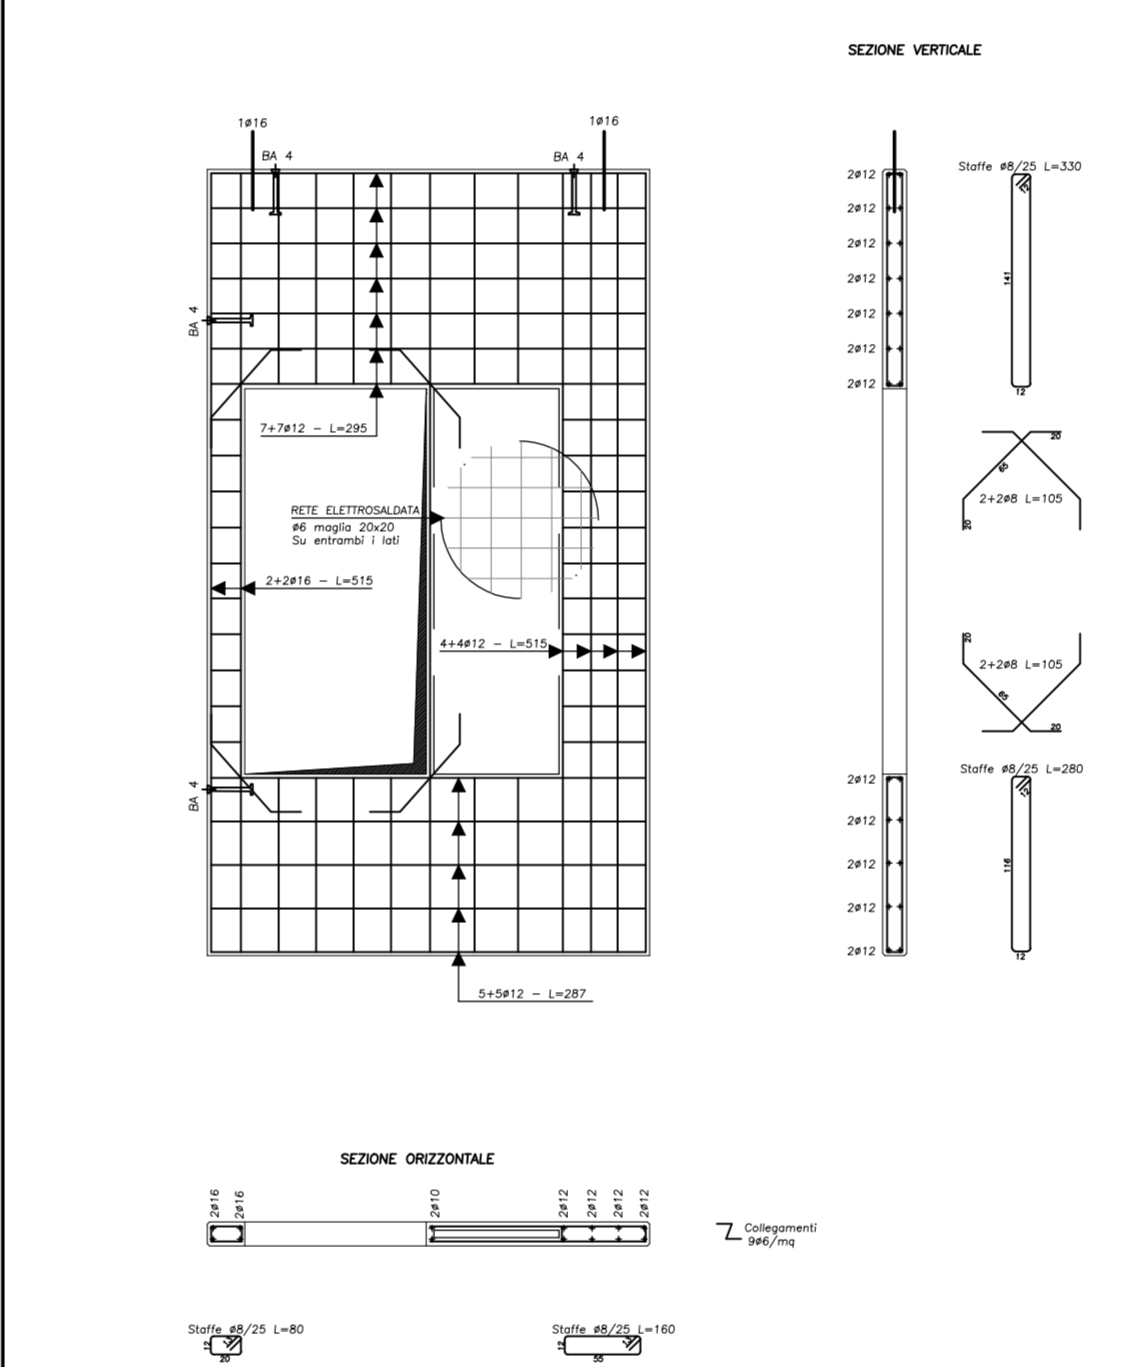 SEZIONE VERTICALE
1ø16
1ø16
BA 4
BA 4
BA 4
7+7ø12 – L=295
RETE ELETTROSALDATA
ø6 maglia 20x20
Su entrambi i lati
2+2ø16 – L=515
4+4ø12 – L=515
BA 4
5+5ø12 – L=287
2ø12
2ø12
2ø12
2ø12
2ø12
2ø12
2ø12
Staffe ø8/25 L=330
12
141
12
20
65
2+2ø8 L=105
20
20
2+2ø8 L=105
65
20
2ø12
2ø12
2ø12
2ø12
2ø12
Staffe ø8/25 L=280
12
116
12
SEZIONE ORIZZONTALE
2ø16
2ø16
2ø10
2ø12
2ø12
2ø12
2ø12
Collegamenti
9ø6/mq
Staffe ø8/25 L=80
12
20
Staffe ø8/25 L=160
12
55